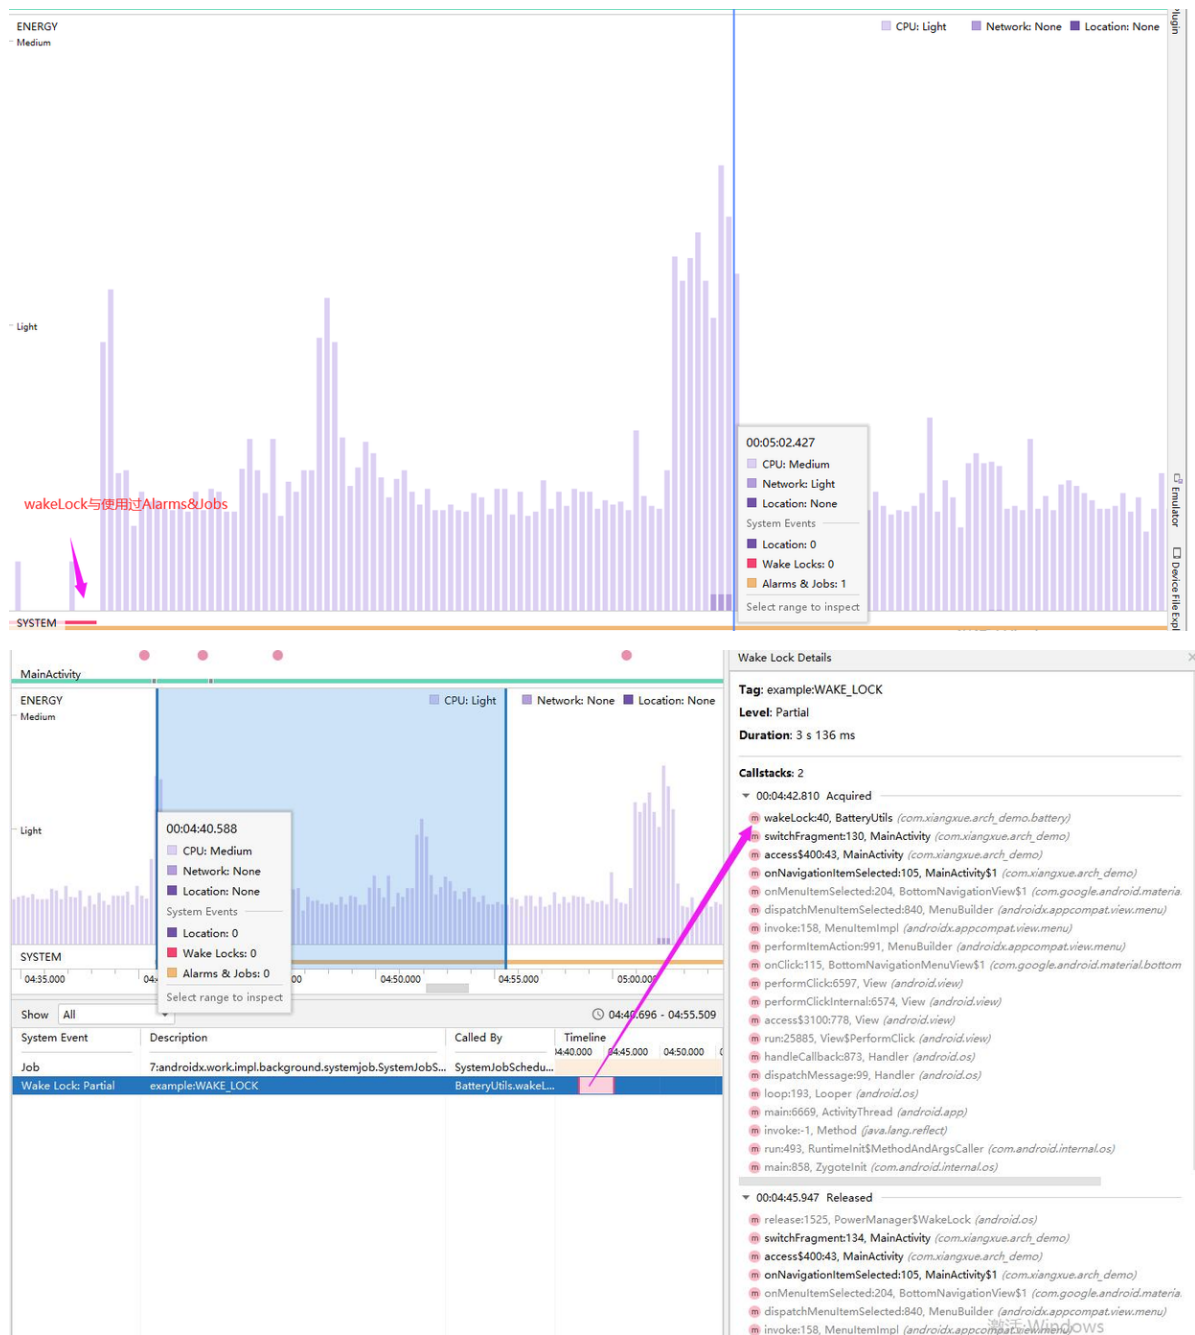 ENERGY
Medium
CPU: Light
Network: None
Location: None
Plugin
Light
wakeLock与使用过Alarms&Jobs
00:05:02.427
CPU: Medium
Network: Light
Location: None
System Events
Location: 0
Wake Locks: 0
Alarms & Jobs: 1
Select range to inspect
Emulator
Device File Expl
SYSTEM
MainActivity
ENERGY
Medium
CPU: Light
Network: None
Location: None
Light
00:04:40.588
CPU: Medium
Network: None
Location: None
System Events
Location: 0
Wake Locks: 0
Alarms & Jobs: 0
Select range to inspect
SYSTEM
04:35.000
04:
04:50.000
04:55.000
05:00.000
Show
All
04:40.696 - 04:55.509
System Event
Description
Called By
Timeline
04:40.000
04:45.000
04:50.000
Job
7:androidx.work.impl.background.systemjob.SystemJobS...
SystemJobSchedu...
Wake Lock: Partial
example:WAKE_LOCK
BatteryUtils.wakeL...
Wake Lock Details
Tag: example:WAKE_LOCK
Level: Partial
Duration: 3 s 136 ms
Callstacks: 2
00:04:42.810 Acquired
m wakeLock:40, BatteryUtils (com.xiangxue.arch_demo.battery)
m switchFragment:130, MainActivity (com.xiangxue.arch_demo)
m access$400:43, MainActivity (com.xiangxue.arch_demo)
m onNavigationItemSelected:105, MainActivity$1 (com.xiangxue.arch_demo)
m onMenuItemSelected:204, BottomNavigationView$1 (com.google.android.materia.
m dispatchMenuItemSelected:840, MenuBuilder (androidx.appcompat.view.menu)
m invoke:158, MenuItemImpl (androidx.appcompat.view.menu)
m performItemAction:991, MenuBuilder (androidx.appcompat.view.menu)
m onClick:115, BottomNavigationMenuView$1 (com.google.android.material.bottom
m performClick:6597, View (android.view)
m performClickInternal:6574, View (android.view)
m access$3100:778, View (android.view)
m run:25885, View$PerformClick (android.view)
m handleCallback:873, Handler (android.os)
m dispatchMessage:99, Handler (android.os)
m loop:193, Looper (android.os)
m main:6669, ActivityThread (android.app)
m invoke:-1, Method (java.lang.reflect)
m run:493, RuntimeInit$MethodAndArgsCaller (com.android.internal.os)
m main:858, ZygoteInit (com.android.internal.os)
00:04:45.947 Released
m release:1525, PowerManager$WakeLock (android.os)
m switchFragment:134, MainActivity (com.xiangxue.arch_demo)
m access$400:43, MainActivity (com.xiangxue.arch_demo)
m onNavigationItemSelected:105, MainActivity$1 (com.xiangxue.arch_demo)
m onMenuItemSelected:204, BottomNavigationView$1 (com.google.android.materia.
m dispatchMenuItemSelected:840, MenuBuilder (androidx.appcompat.view.menu)
m invoke:158, MenuItemImpl (androidx.appcompat.view.menu)
激活 Windows